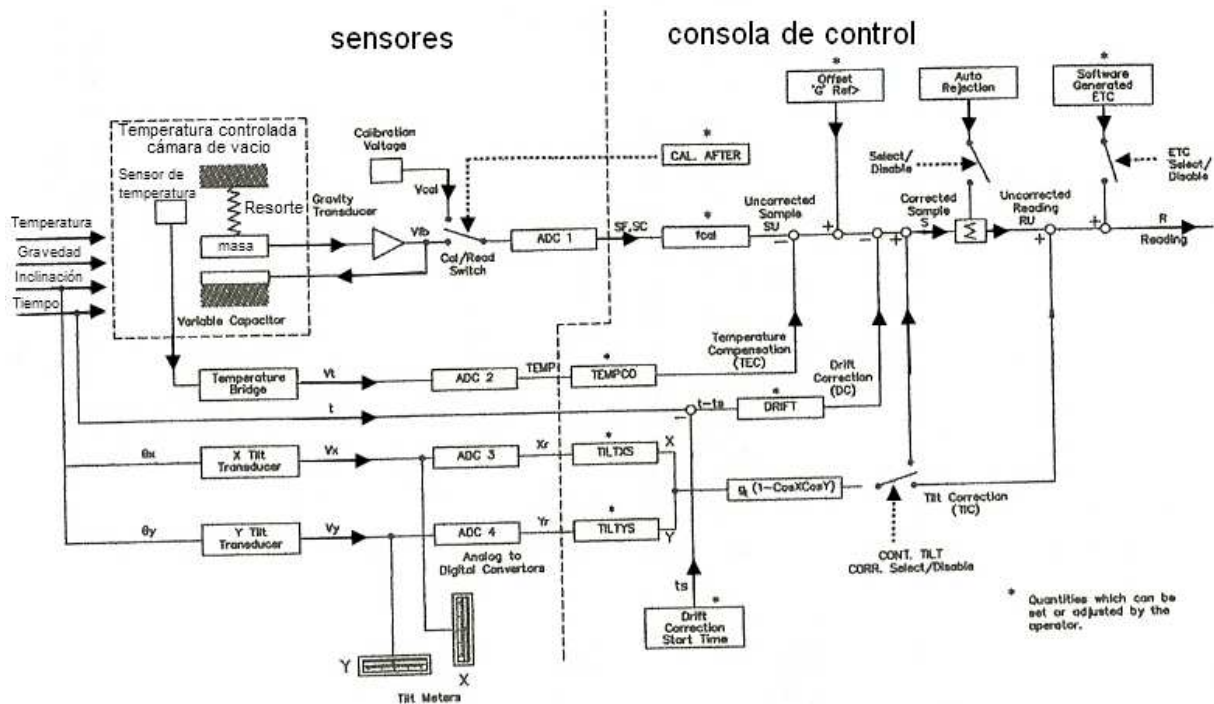 sensores
consola de control
*
Offset
'G' Ref>
Auto
Rejection
*
Software
Generated
ETC
Temperatura controlada
cámara de vacio
Sensor de
temperatura
Resorte
masa
Variable Capacitor
Temperatura
Gravedad
Inclinación
Tiempo
Gravity
Transducer
Calibration
Voltage
Vcal
Vfb
Cal/Read
Switch
ADC 1
SF,SC
*
CAL. AFTER
*
fcal
Uncorrected
Sample
SU
Select/
Disable
Corrected
Sample
S
Σ
Uncorrected
Reading
RU
ETC
Select/
Disable
R
Reading
-
+
-
+
+
+
Temperature
Bridge
Vt
ADC 2
TEMP
*
TEMPCO
Temperature
Compensation
(TEC)
t
-
t-ts
*
DRIFT
Drift
Correction
(DC)
θx
X Tilt
Transducer
Vx
ADC 3
Xr
*
TILTXS
X
θy
Y Tilt
Transducer
Vy
ADC 4
Yr
*
TILTYS
Y
Analog to
Digital Convertors
g (1-CosXCosY)
Tilt Correction
(TIC)
CONT. TILT
CORR. Select/Disable
ts
*
Drift
Correction
Start Time
Y
X
Tilt Meters
* Quantities which can be
set or adjusted by the
operator.